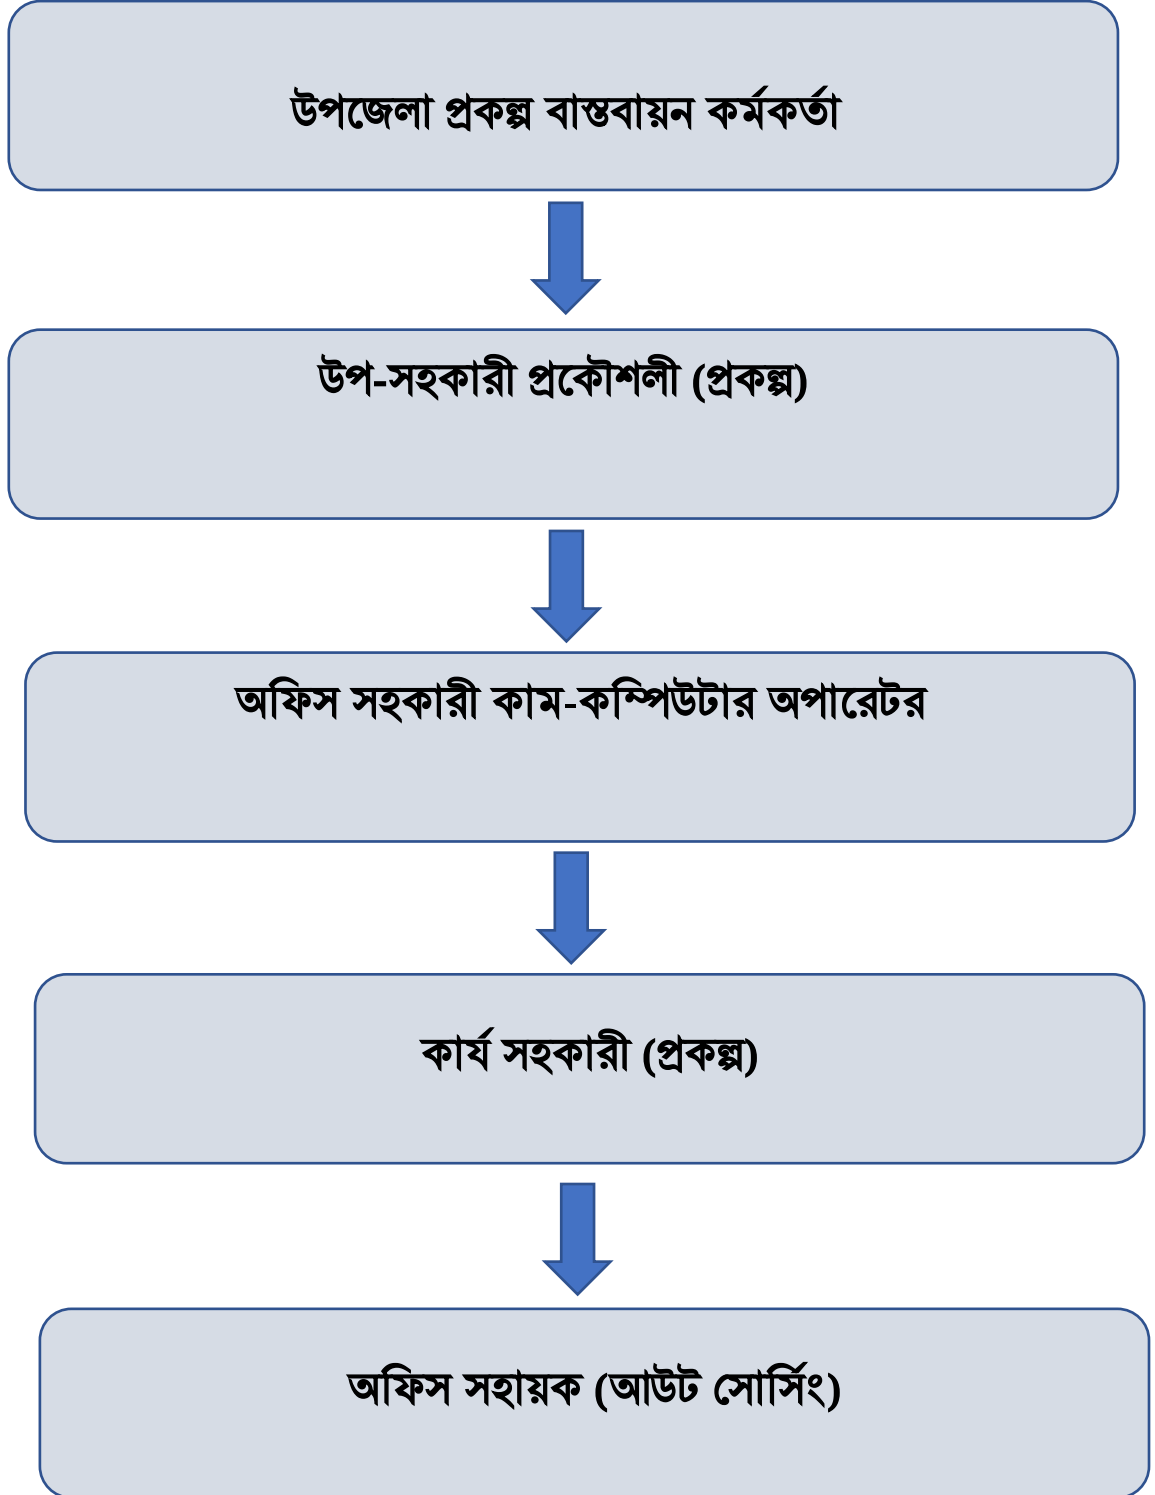 উপজেলা প্রকল্প বাস্তবায়ন কর্মকর্তা
উপ-সহকারী প্রকৌশলী (প্রকল্প)
অফিস সহকারী কাম-কম্পিউটার অপারেটর
কার্য সহকারী (প্রকল্প)
অফিস সহায়ক (আউট সোর্সিং)